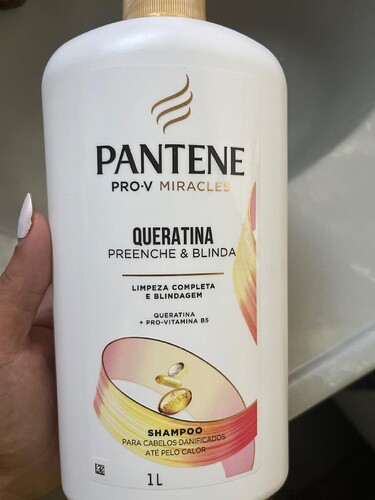 PANTENE
PRO-V MIRACLES
QUERATINA
PREENCHE & BLINDA
LIMPEZA COMPLETA
E BLINDAGEM
QUERATINA
+ PRO-VITAMINA B5
PRO-V
SHAMPOO
PARA CABELOS DANIFICADOS
ATÉ PELO CALOR
1L